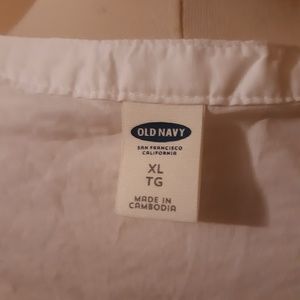 OLD NAVY
SAN FRANCISCO
CALIFORNIA
XL
TG
MADE IN
CAMBODIA